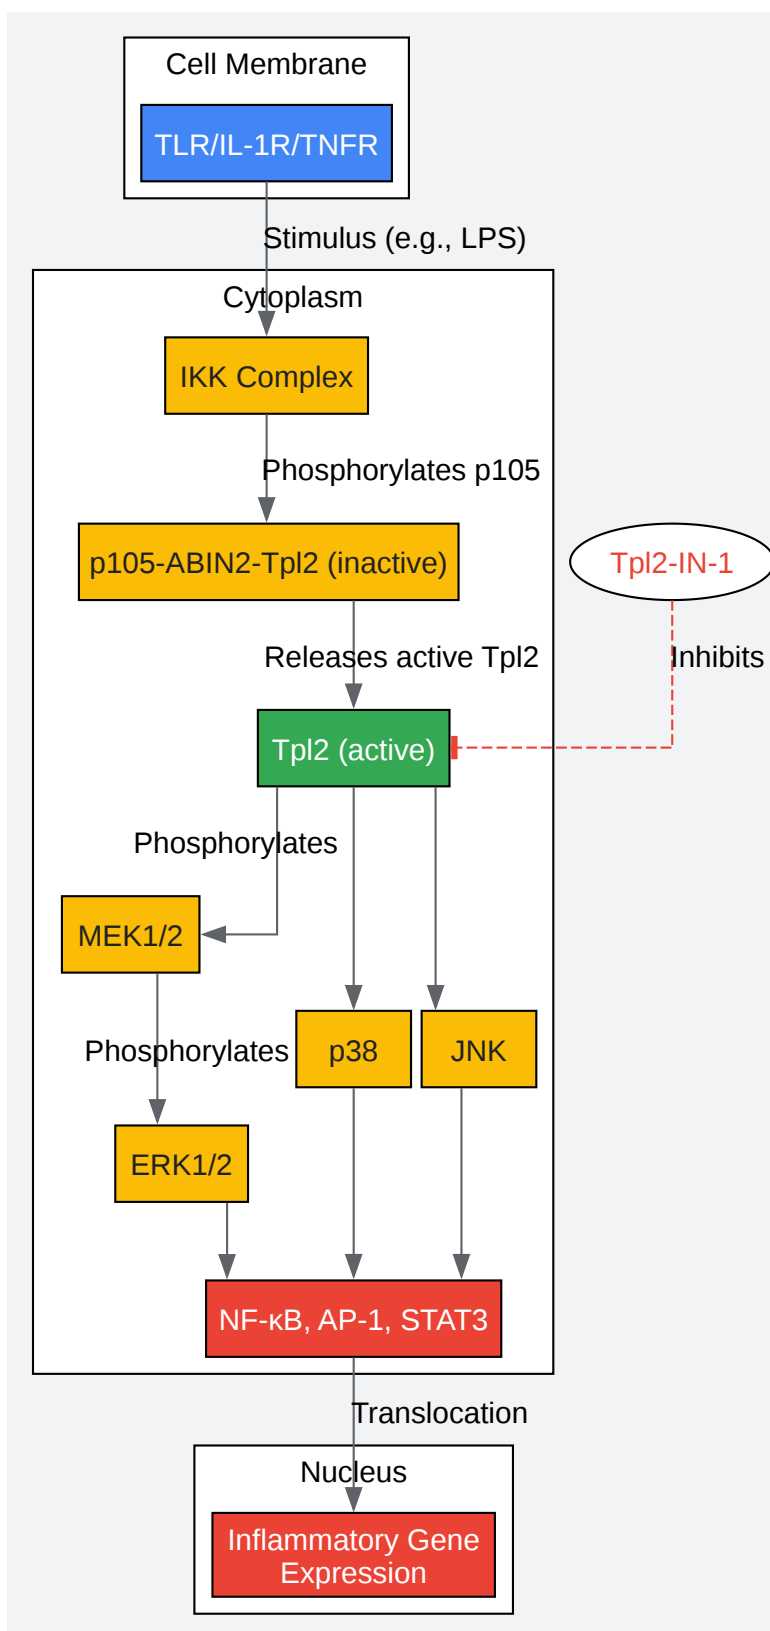 Cell Membrane
TLR/IL-1R/TNFR
Stimulus (e.g., LPS)
Cytoplasm
IKK Complex
Phosphorylates p105
p105-ABIN2-Tpl2 (inactive)
Tpl2-IN-1
Releases active Tpl2
Inhibits
Tpl2 (active)
Phosphorylates
MEK1/2
Phosphorylates
p38
JNK
ERK1/2
NF-κB, AP-1, STAT3
Translocation
Nucleus
Inflammatory Gene
Expression